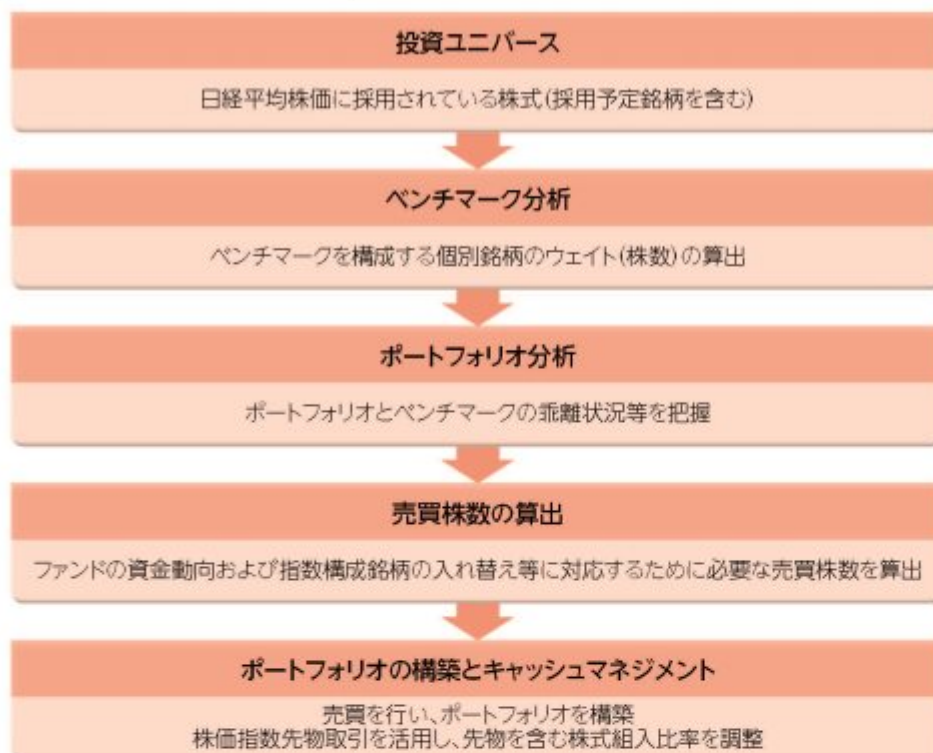 投資ユニバース
日経平均株価に採用されている株式(採用予定銘柄を含む)
ベンチマーク分析
ベンチマークを構成する個別銘柄のウェイト(株数)の算出
ポートフォリオ分析
ポートフォリオとベンチマークの乖離状況等を把握
売買株数の算出
ファンドの資金動向および指数構成銘柄の入れ替え等に対応するために必要な売買株数を算出
ポートフォリオの構築とキャッシュマネジメント
売買を行い、ポートフォリオを構築
株価指数先物取引を活用し、先物を含む株式組入比率を調整